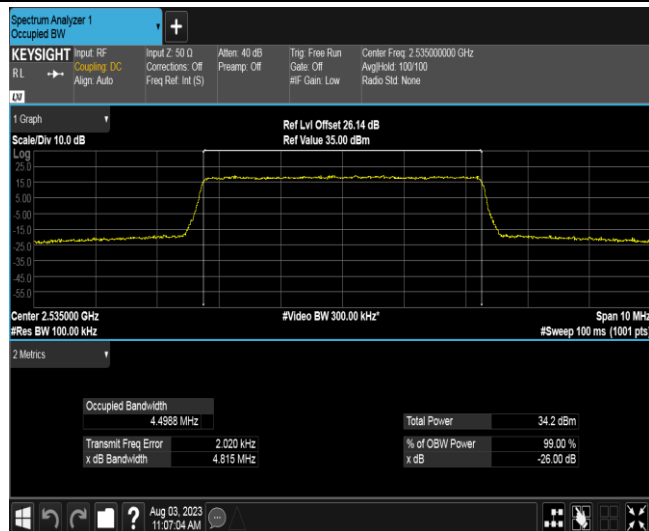 Spectrum Analyzer 1
Occupied BW
+
KEYSIGHT
RL
Input: RF
Coupling: DC
Align: Auto
Input Z: 50 Ω
Corrections: Off
Freq Ref: Int (S)
Atten: 40 dB
Preamp: Off
Trig: Free Run
Gate: Off
#IF Gain: Low
Center Freq: 2.535000000 GHz
Avg|Hold: 100/100
Radio Std: None
LXI
1 Graph
Scale/Div 10.0 dB
Ref Lvl Offset 26.14 dB
Ref Value 35.00 dBm
Log
25.0
15.0
5.00
-5.00
-15.0
-25.0
-35.0
-45.0
-55.0
Center 2.535000 GHz
#Res BW 100.00 kHz
#Video BW 300.00 kHz*
Span 10 MHz
#Sweep 100 ms (1001 pts)
2 Metrics
Occupied Bandwidth
4.4988 MHz
Total Power 34.2 dBm
Transmit Freq Error 2.020 kHz
% of OBW Power 99.00 %
x dB Bandwidth 4.815 MHz
x dB -26.00 dB
?
Aug 03, 2023
11:07:04 AM